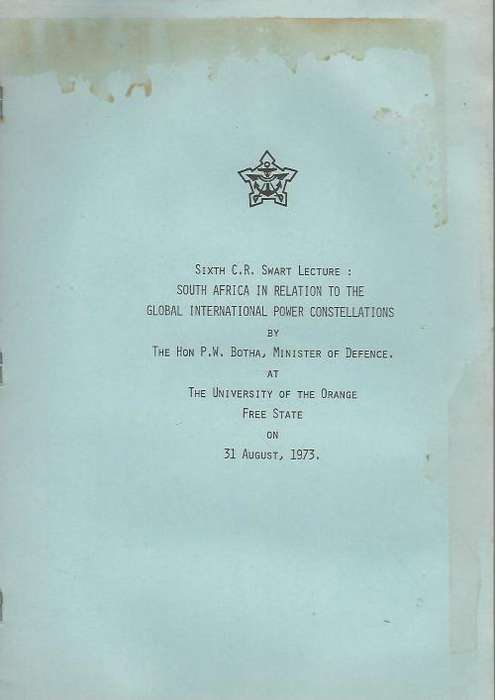 Sixth C.R. Swart Lecture :
SOUTH AFRICA IN RELATION TO THE
GLOBAL INTERNATIONAL POWER CONSTELLATIONS
BY
The Hon P.W. Botha, Minister of Defence.
AT
The University of the Orange
Free State
ON
31 August, 1973.